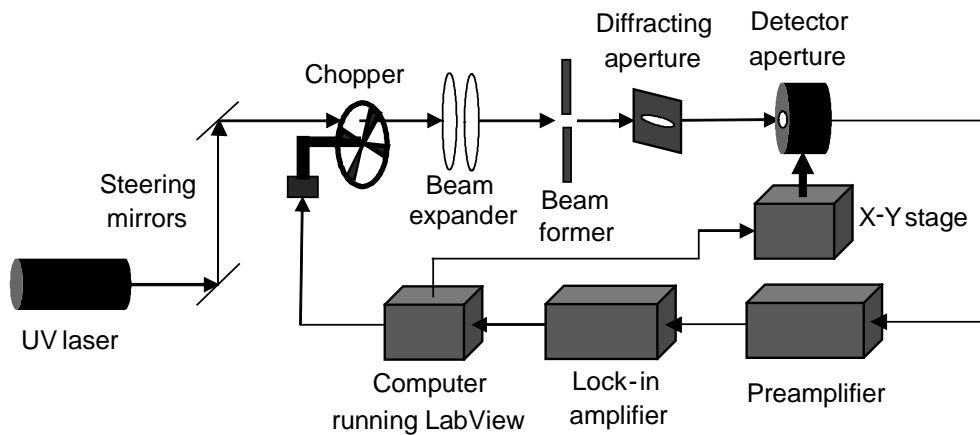 Diffracting
aperture
Detector
aperture
Chopper
Steering
mirrors
Beam
expander
Beam
former
X-Y stage
UV laser
Computer
running LabView
Lock-in
amplifier
Preamplifier